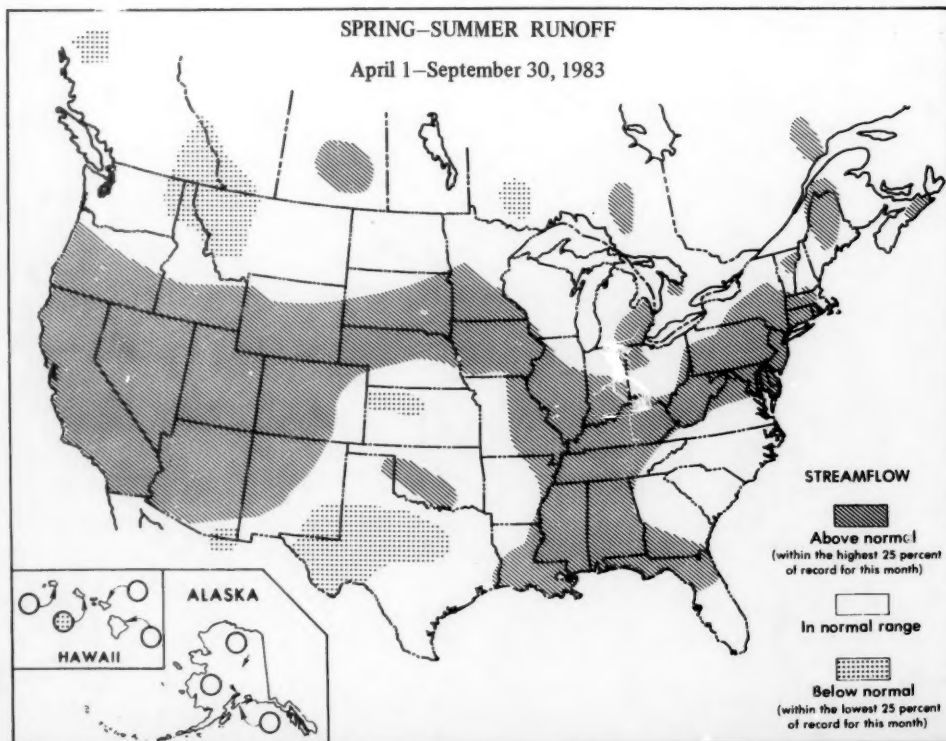 SPRING–SUMMER RUNOFF
April 1–September 30, 1983
STREAMFLOW
Above normal
(within the highest 25 percent
of record for this month)
In normal range
Below normal
(within the lowest 25 percent
of record for this month)
ALASKA
HAWAII